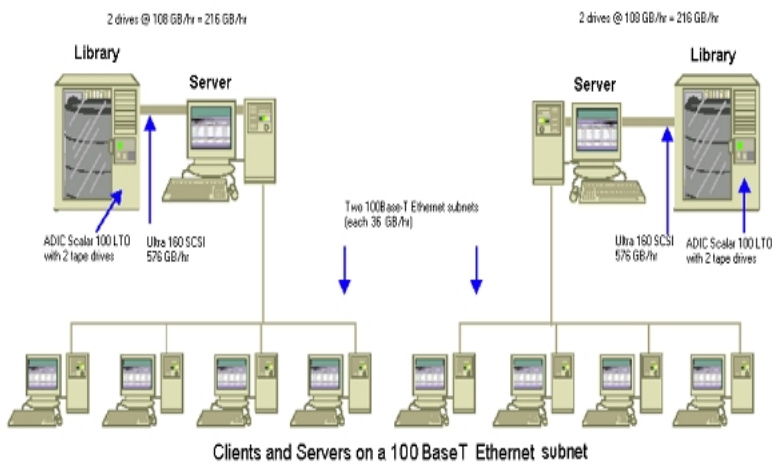 2 drives @ 108 GB/hr = 216 GB/hr
2 drives @ 108 GB/hr = 216 GB/hr
Library
Server
Server
Library
Two 100Base-T Ethernet subnets
(each 36 GB/hr)
ADIC Scalar 100 LTO
with 2 tape drives
Ultra 160 SCSI
576 GB/hr
Ultra 160 SCSI
576 GB/hr
ADIC Scalar 100 LTO
with 2 tape drives
Clients and Servers on a 100 BaseT Ethernet subnet